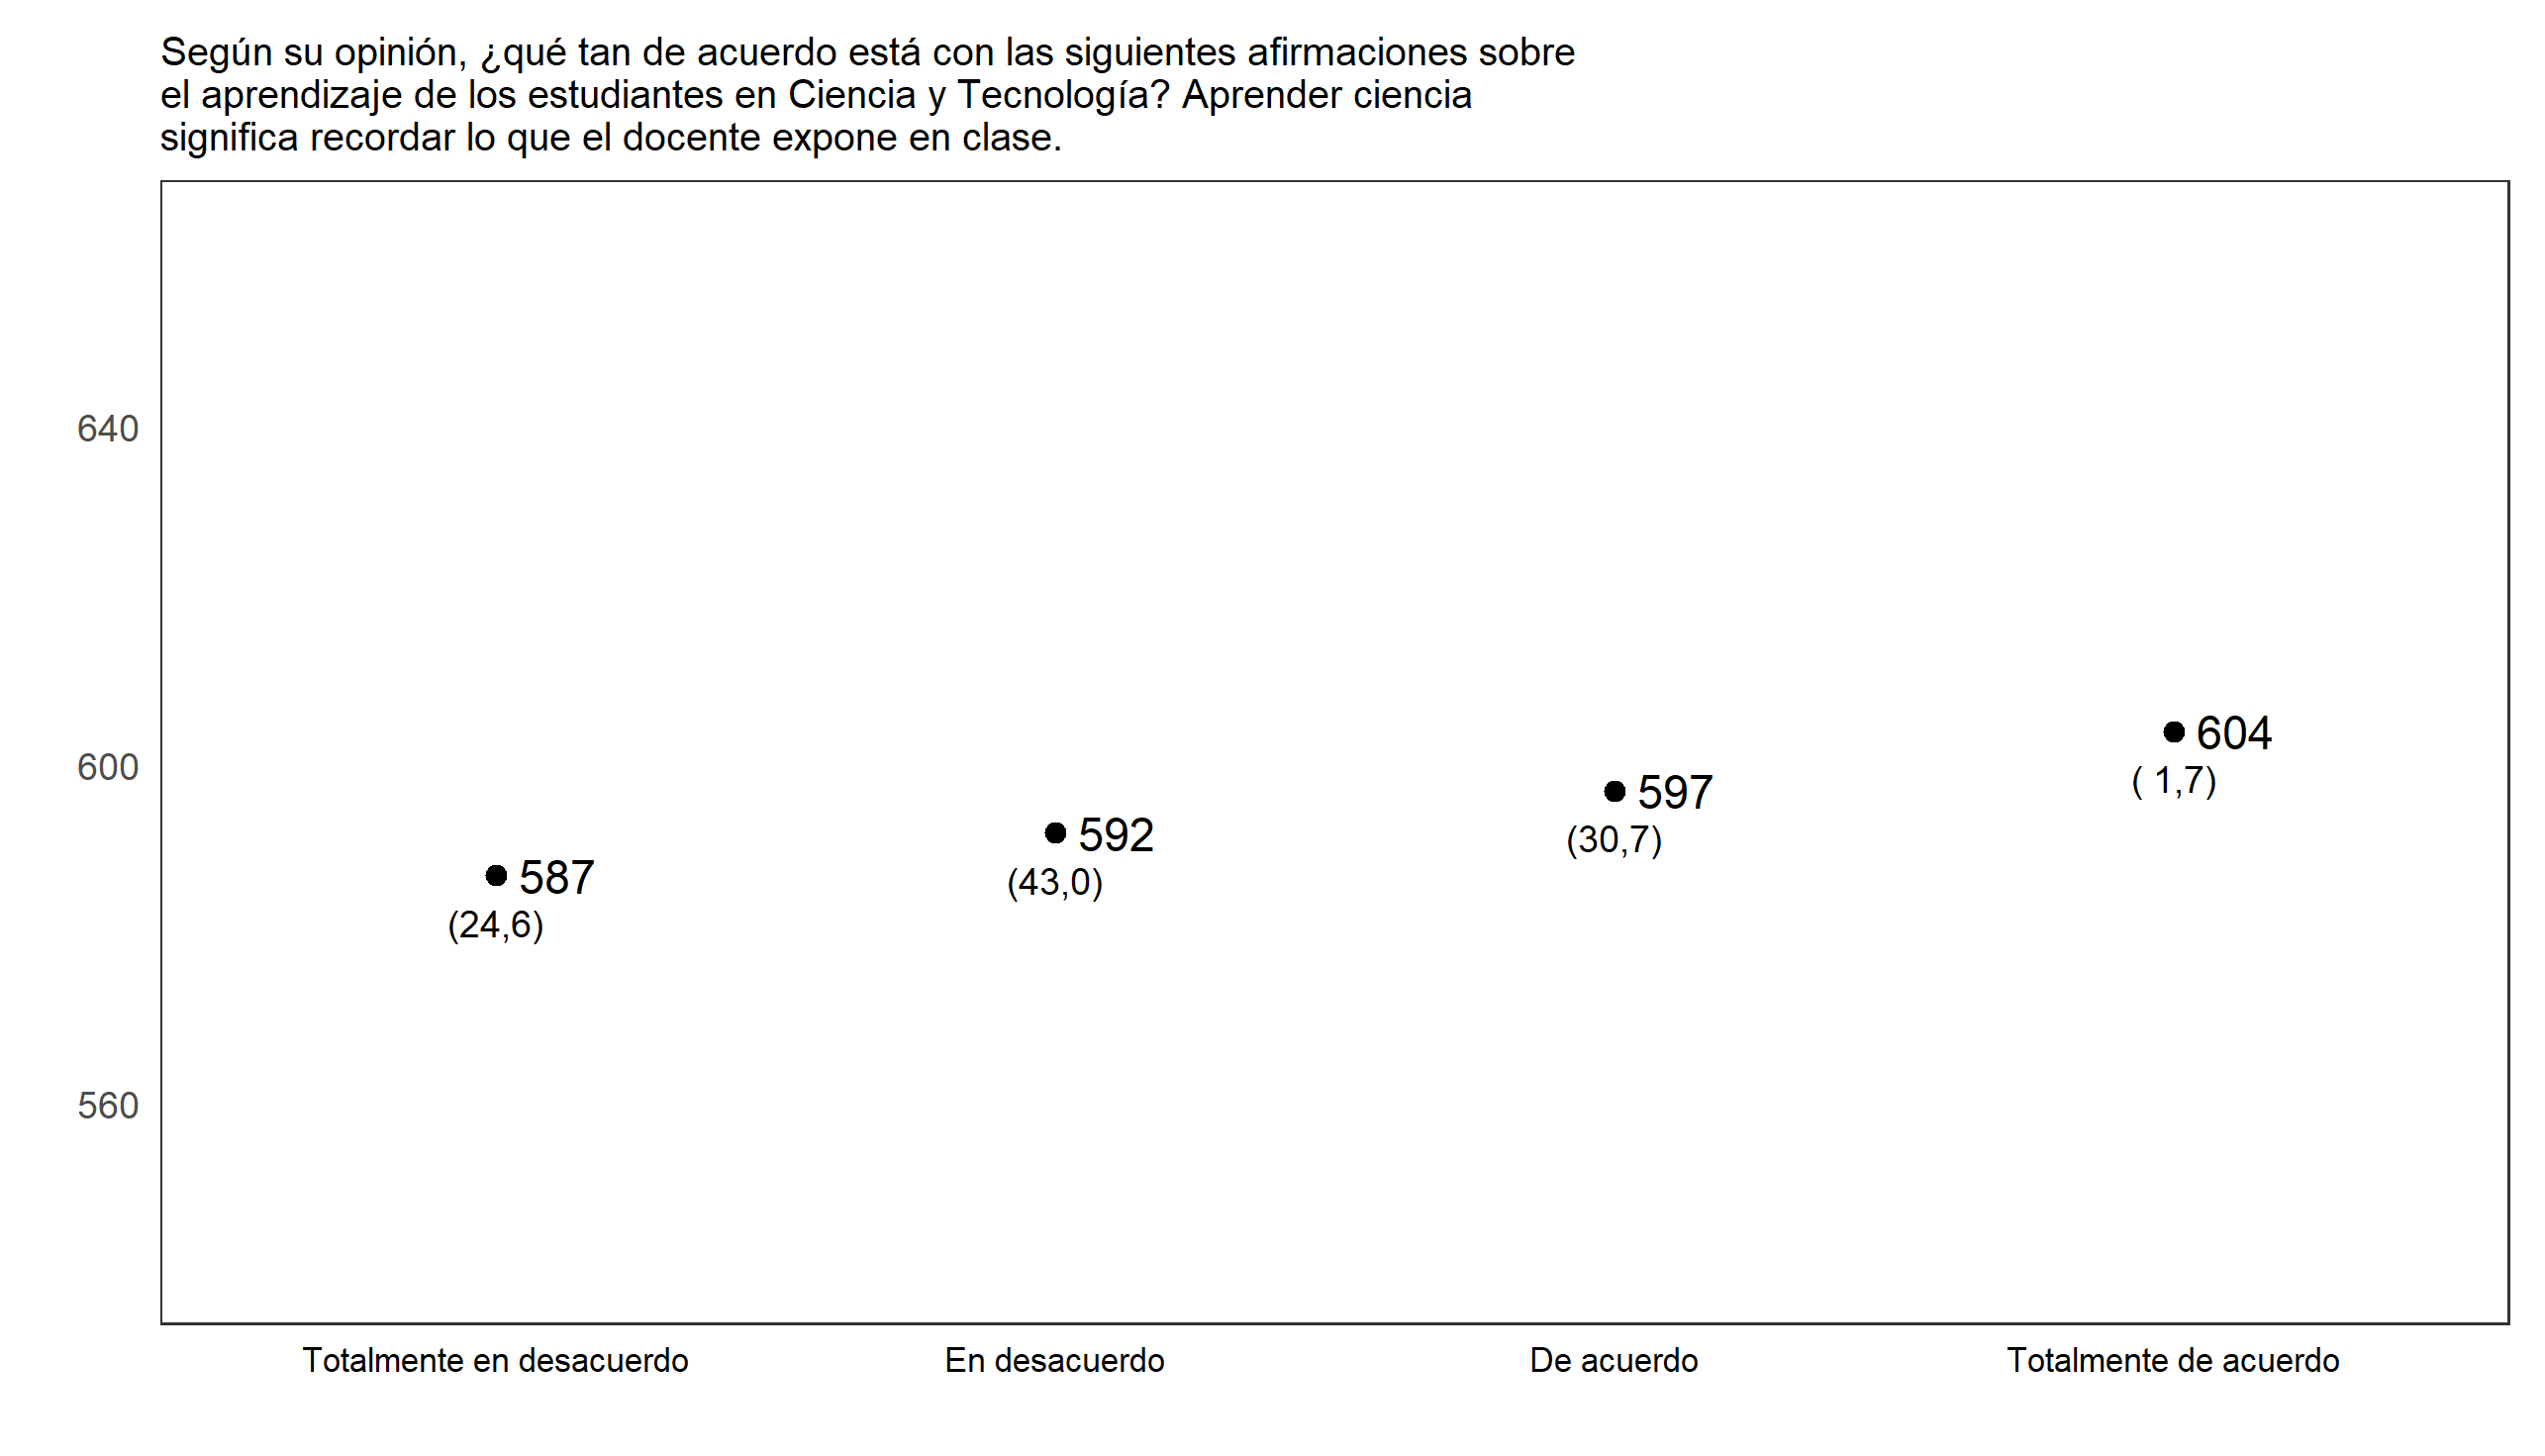 Según su opinión, ¿qué tan de acuerdo está con las siguientes afirmaciones sobre
el aprendizaje de los estudiantes en Ciencia y Tecnología? Aprender ciencia
significa recordar lo que el docente expone en clase.
640
600
560
587
(24,6)
592
(43,0)
597
(30,7)
604
( 1,7)
Totalmente en desacuerdo
En desacuerdo
De acuerdo
Totalmente de acuerdo